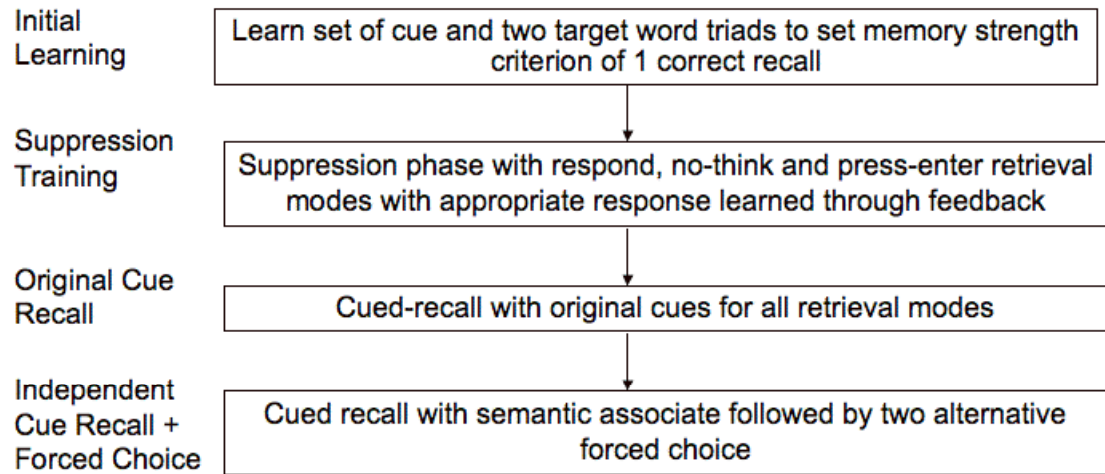 Initial
Learning
Learn set of cue and two target word triads to set memory strength
criterion of 1 correct recall
Suppression
Training
Suppression phase with respond, no-think and press-enter retrieval
modes with appropriate response learned through feedback
Original Cue
Recall
Cued-recall with original cues for all retrieval modes
Independent
Cue Recall +
Forced Choice
Cued recall with semantic associate followed by two alternative
forced choice